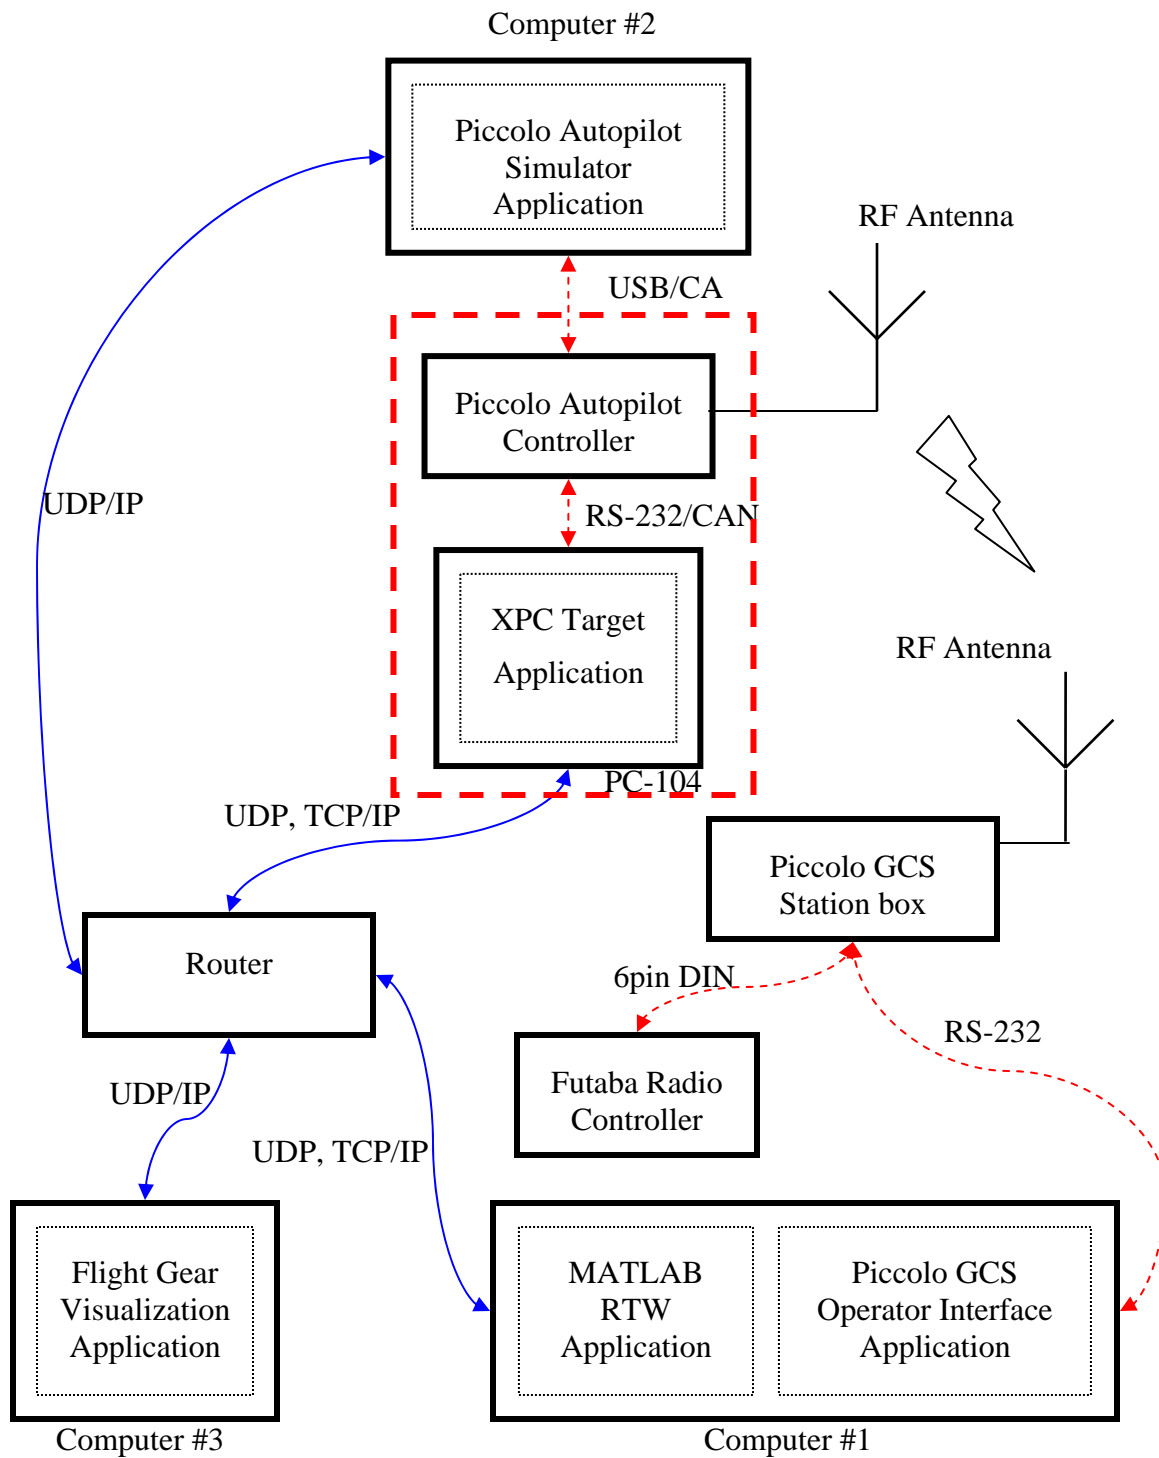 Computer #2
Piccolo Autopilot
Simulator
Application
RF Antenna
USB/CA
Piccolo Autopilot
Controller
UDP/IP
RS-232/CAN
XPC Target
Application
RF Antenna
PC-104
UDP, TCP/IP
Piccolo GCS
Station box
Router
6pin DIN
RS-232
Futaba Radio
Controller
UDP/IP
UDP, TCP/IP
Flight Gear
Visualization
Application
MATLAB
RTW
Application
Piccolo GCS
Operator Interface
Application
Computer #3
Computer #1